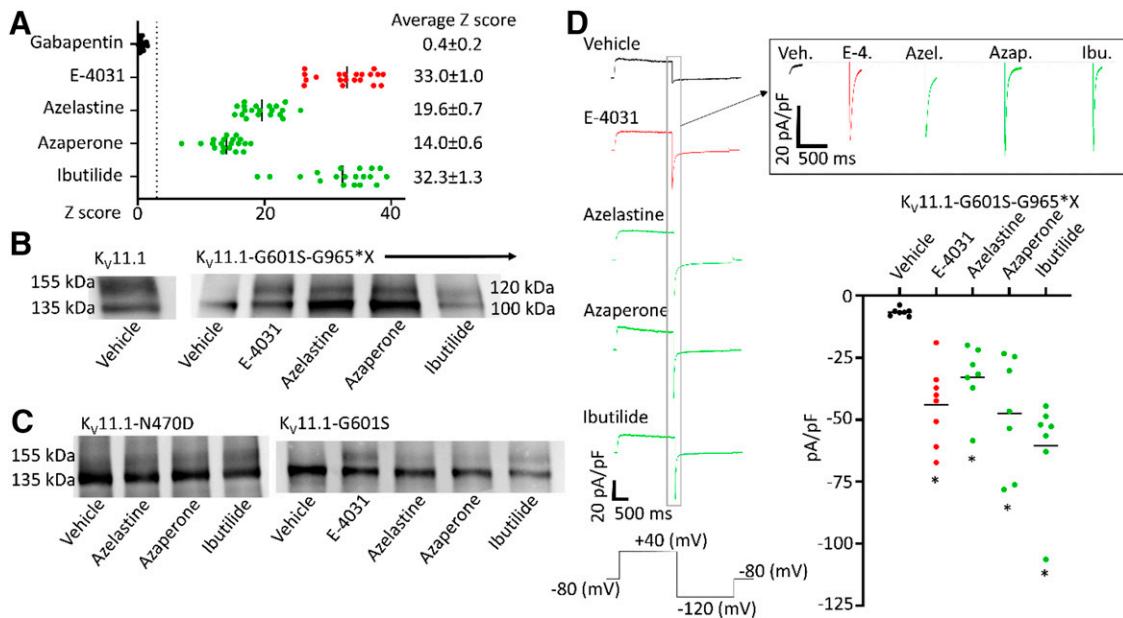 A
Average Z score
Gabapentin 0.4±0.2
E-4031 33.0±1.0
Azelastine 19.6±0.7
Azaperone 14.0±0.6
Ibutilide 32.3±1.3
Z score 0 20 40
B
KV11.1 KV11.1-G601S-G965*X
155 kDa 120 kDa
135 kDa 100 kDa
Vehicle Vehicle E-4031 Azelastine Azaperone Ibutilide
C
KV11.1-N470D KV11.1-G601S
155 kDa
135 kDa
Vehicle Azelastine Azaperone Ibutilide Vehicle E-4031 Azelastine Azaperone Ibutilide
D
Vehicle
E-4031
Azelastine
Azaperone
Ibutilide
20 pA/pF
500 ms
+40 (mV)
-80 (mV) -80 (mV)
-120 (mV)
Veh. E-4. Azel. Azap. Ibu.
20 pA/pF
500 ms
KV11.1-G601S-G965*X
Vehicle E-4031 Azelastine Azaperone Ibutilide
pA/pF
0
-25
-50
-75
-100
-125
* * * *